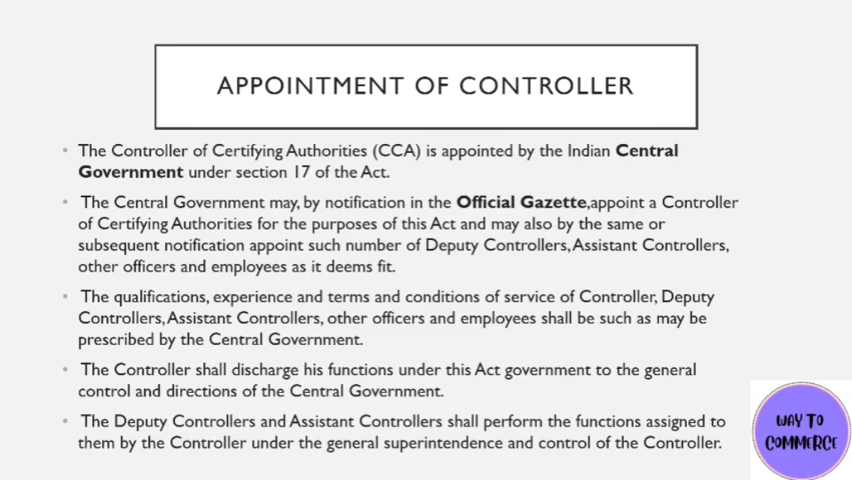 APPOINTMENT OF CONTROLLER
• The Controller of Certifying Authorities (CCA) is appointed by the Indian Central
Government under section 17 of the Act.
• The Central Government may, by notification in the Official Gazette,appoint a Controller
of Certifying Authorities for the purposes of this Act and may also by the same or
subsequent notification appoint such number of Deputy Controllers, Assistant Controllers,
other officers and employees as it deems fit.
• The qualifications, experience and terms and conditions of service of Controller, Deputy
Controllers, Assistant Controllers, other officers and employees shall be such as may be
prescribed by the Central Government.
• The Controller shall discharge his functions under this Act government to the general
control and directions of the Central Government.
• The Deputy Controllers and Assistant Controllers shall perform the functions assigned to
them by the Controller under the general superintendence and control of the Controller.
WAY TO
COMMERCE